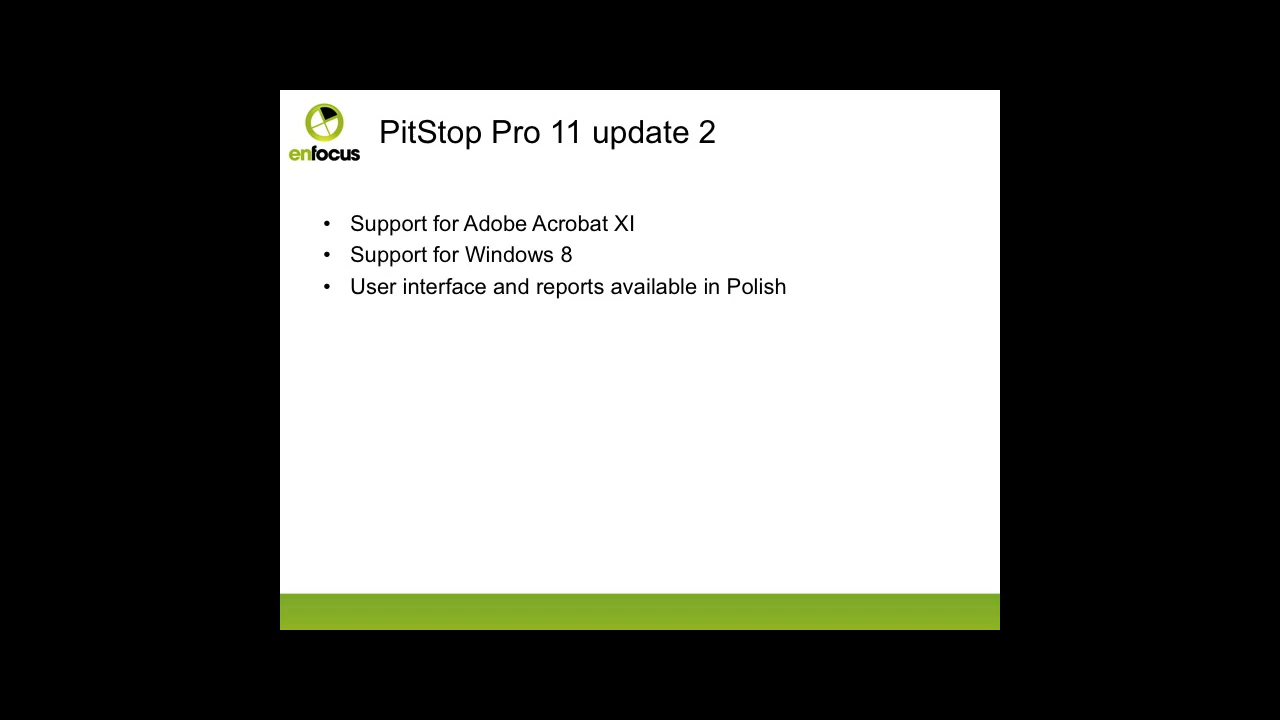 enfocus
PitStop Pro 11 update 2
• Support for Adobe Acrobat XI
• Support for Windows 8
• User interface and reports available in Polish